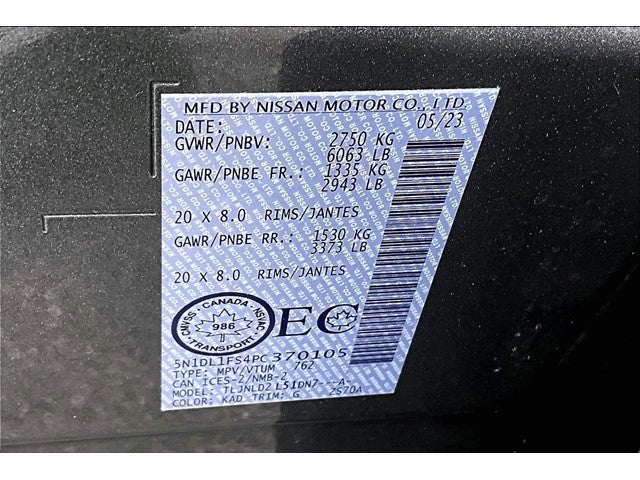 MFD BY NISSAN MOTOR CO., LTD.
DATE: 05/23
GVWR/PNBV: 2750 KG
6063 LB
GAWR/PNBE FR.: 1335 KG
2943 LB
20 X 8.0 RIMS/JANTES
GAWR/PNBE RR.: 1530 KG
3373 LB
20 X 8.0 RIMS/JANTES
CANADA
CMVSS NSVAC
986
TRANSPORT
EC
5N1DL1FS4PC370105
TYPE: MPV/VTUM 762
CAN ICES-2/NMB-2
MODEL: TLJNLD2 L51DN7---A-
COLOR: KAD TRIM: G ZS70A